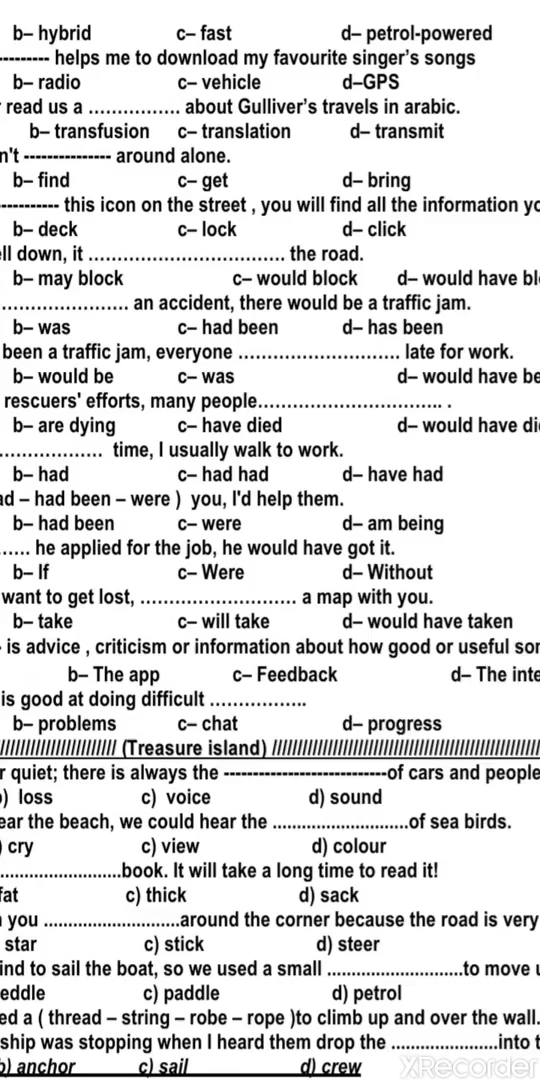 b– hybrid c– fast d– petrol-powered
---------- helps me to download my favourite singer's songs
b– radio c– vehicle d–GPS
read us a ................ about Gulliver's travels in arabic.
b– transfusion c– translation d– transmit
n't --------------- around alone.
b– find c– get d– bring
----------- this icon on the street , you will find all the information
b– deck c– lock d– click
ll down, it .................................. the road.
b– may block c– would block d– would have
...................... an accident, there would be a traffic jam.
b– was c– had been d– has been
been a traffic jam, everyone ............................ late for work.
b– would be c– was d– would have
rescuers' efforts, many people................................ .
b– are dying c– have died d– would have
.................. time, I usually walk to work.
b– had c– had had d– have had
ad – had been – were ) you, I'd help them.
b– had been c– were d– am being
...... he applied for the job, he would have got it.
b– If c– Were d– Without
want to get lost, ........................... a map with you.
b– take c– will take d– would have taken
- is advice , criticism or information about how good or useful
b– The app c– Feedback d– The
is good at doing difficult .................
b– problems c– chat d– progress
/////////////////////// (Treasure island) ///////////////////////////////////////////////////
quiet; there is always the ----------------------------of cars and people
) loss c) voice d) sound
ear the beach, we could hear the ...........................of sea birds.
) cry c) view d) colour
........................book. It will take a long time to read it!
fat c) thick d) sack
you ...........................around the corner because the road is very
star c) stick d) steer
ind to sail the boat, so we used a small ...........................to move
eddle c) paddle d) petrol
ed a ( thread – string – robe – rope )to climb up and over the wall.
ship was stopping when I heard them drop the .....................into
b) anchor c) sail d) crew
XRecorder